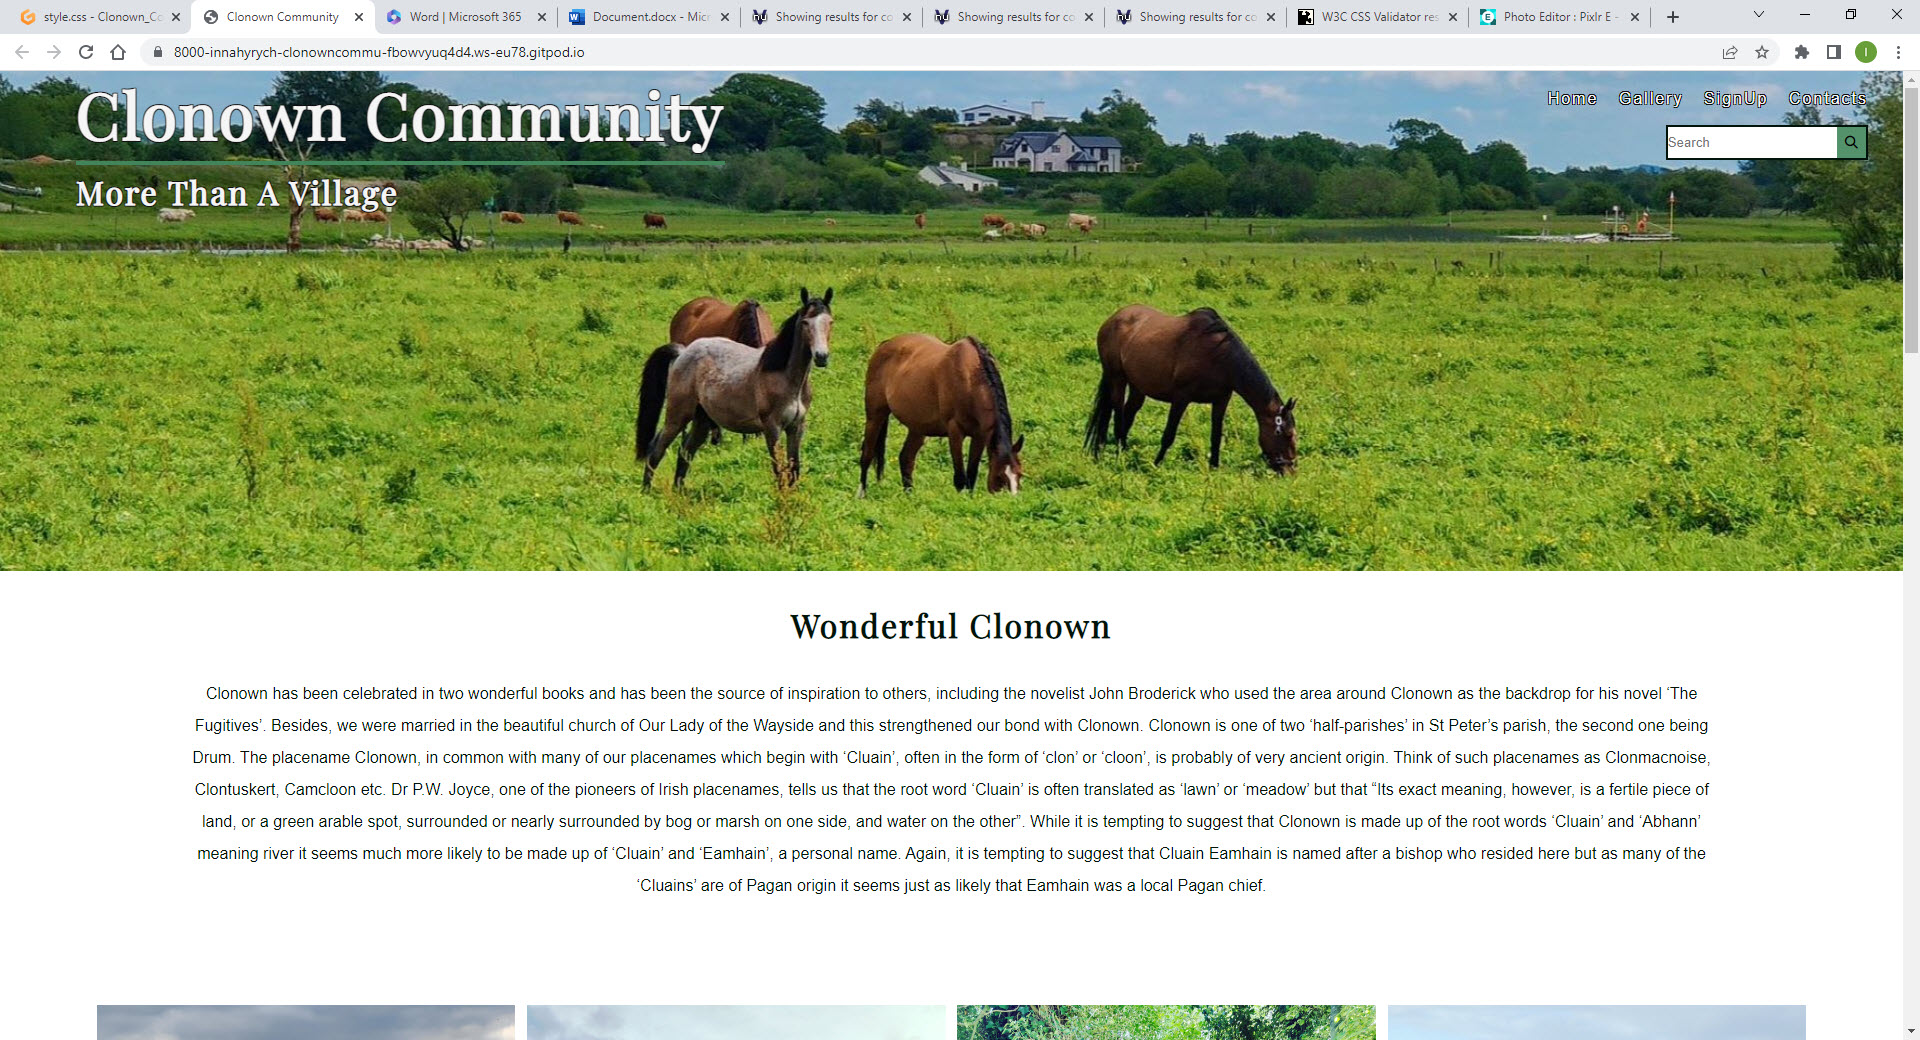 style.css - Clonown_Co
Clonown Community
Word | Microsoft 365
Document.docx - Micr
Showing results for co
Showing results for co
Showing results for co
W3C CSS Validator res
Photo Editor : Pixlr E -
8000-innahyrych-clonowncommu-fbowvyuq4d4.ws-eu78.gitpod.io
I
Clonown Community
Home Gallery SignUp Contacts
Search
More Than A Village
Wonderful Clonown
Clonown has been celebrated in two wonderful books and has been the source of inspiration to others, including the novelist John Broderick who used the area around Clonown as the backdrop for his novel ‘The
Fugitives’. Besides, we were married in the beautiful church of Our Lady of the Wayside and this strengthened our bond with Clonown. Clonown is one of two ‘half-parishes’ in St Peter’s parish, the second one being
Drum. The placename Clonown, in common with many of our placenames which begin with ‘Cluain’, often in the form of ‘clon’ or ‘cloon’, is probably of very ancient origin. Think of such placenames as Clonmacnoise,
Clontuskert, Camcloon etc. Dr P.W. Joyce, one of the pioneers of Irish placenames, tells us that the root word ‘Cluain’ is often translated as ‘lawn’ or ‘meadow’ but that “Its exact meaning, however, is a fertile piece of
land, or a green arable spot, surrounded or nearly surrounded by bog or marsh on one side, and water on the other”. While it is tempting to suggest that Clonown is made up of the root words ‘Cluain’ and ‘Abhann’
meaning river it seems much more likely to be made up of ‘Cluain’ and ‘Eamhain’, a personal name. Again, it is tempting to suggest that Cluain Eamhain is named after a bishop who resided here but as many of the
‘Cluains’ are of Pagan origin it seems just as likely that Eamhain was a local Pagan chief.